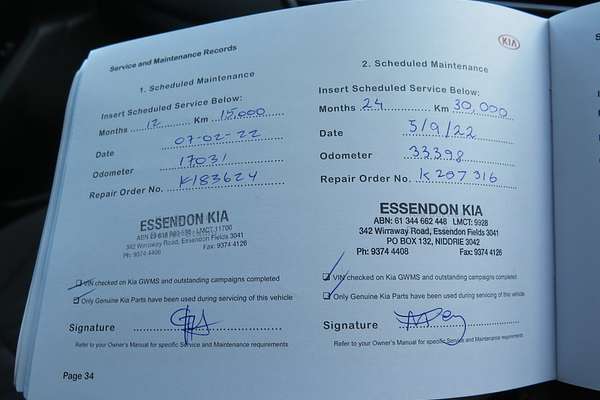 Service and Maintenance Records
1. Scheduled Maintenance
Insert Scheduled Service Below:
Months 12 Km 15,000
Date 07-02-22
Odometer 17031
Repair Order No. K183624
ESSENDON KIA
342 Wirraway Road, Essendon Fields 3041
Ph: 9374 4408 Fax: 9374 4126
VIN checked on Kia GWMS and outstanding campaigns completed
Only Genuine Kia Parts have been used during servicing of this vehicle
Signature
Refer to your Owner's Manual for specific Service and Maintenance requirements
Page 34
KIA
2. Scheduled Maintenance
Insert Scheduled Service Below:
Months 24 Km 30,000
Date 5/9/22
Odometer 33398
Repair Order No. K207316
ESSENDON KIA
ABN: 61 344 662 448 LMCT: 9928
342 Wirraway Road, Essendon Fields 3041
PO BOX 132, NIDDRIE 3042
Ph: 9374 4408 Fax: 9374 4126
VIN checked on Kia GWMS and outstanding campaigns completed
Only Genuine Kia Parts have been used during servicing of this vehicle
Signature
Refer to your Owner's Manual for specific Service and Maintenance requirements